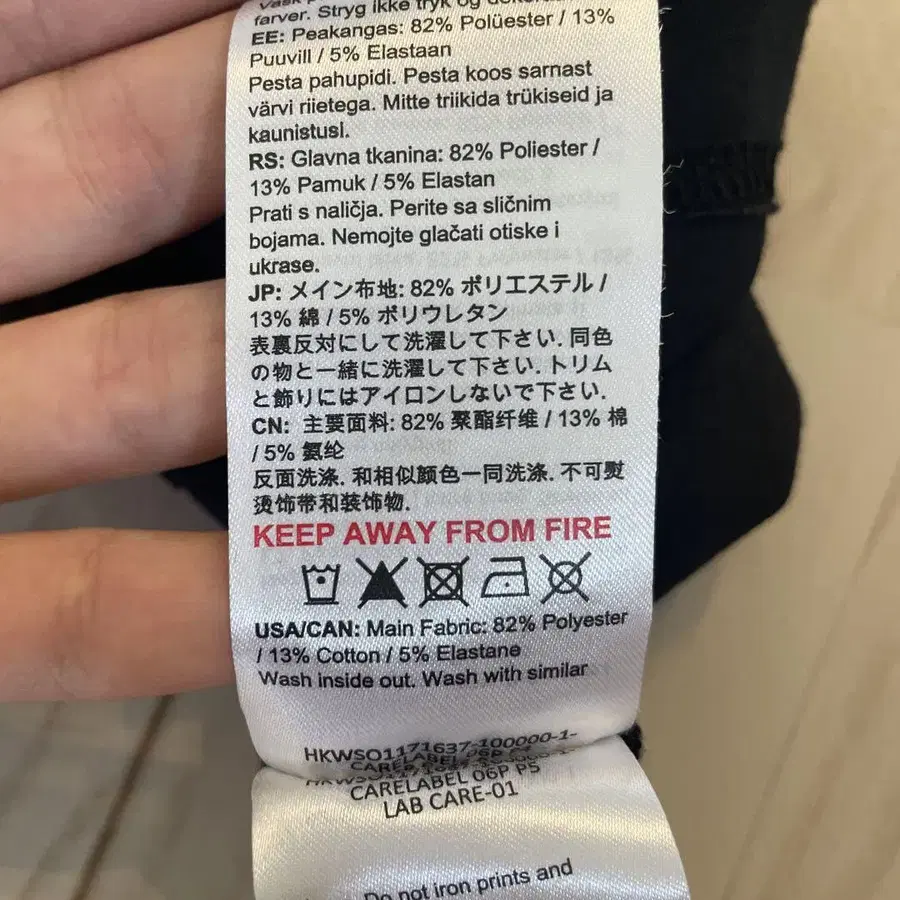 farver. Stryg ikke tryk og
EE: Peakangas: 82% Polüester / 13%
Puuvill / 5% Elastaan
Pesta pahupidi. Pesta koos sarnast
värvi riietega. Mitte triikida trükiseid ja
kaunistusi.
RS: Glavna tkanina: 82% Poliester /
13% Pamuk / 5% Elastan
Prati s naličja. Perite sa sličnim
bojama. Nemojte glačati otiske i
ukrase.
JP: メイン布地: 82% ポリエステル /
13% 綿 / 5% ポリウレタン
表裏反対にして洗濯して下さい. 同色
の物と一緒に洗濯して下さい. トリム
と飾りにはアイロンしないで下さい.
CN: 主要面料: 82% 聚酯纤维 / 13% 棉
/ 5% 氨纶
反面洗涤. 和相似颜色一同洗涤. 不可熨
烫饰带和装饰物.
KEEP AWAY FROM FIRE
USA/CAN: Main Fabric: 82% Polyester
/ 13% Cotton / 5% Elastane
Wash inside out. Wash with similar
HKWSO1171637-100000-1-
CARELABEL 06P P5
LAB CARE-01
Do not iron prints and